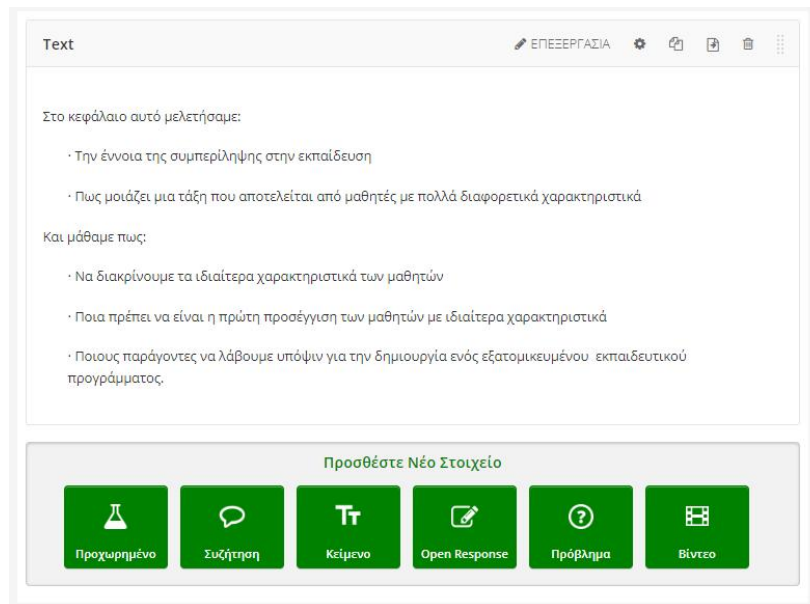 Text ΕΠΕΞΕΡΓΑΣΙΑ
Στο κεφάλαιο αυτό μελετήσαμε:
· Την έννοια της συμπερίληψης στην εκπαίδευση
· Πως μοιάζει μια τάξη που αποτελείται από μαθητές με πολλά διαφορετικά χαρακτηριστικά
Και μάθαμε πως:
· Να διακρίνουμε τα ιδιαίτερα χαρακτηριστικά των μαθητών
· Ποια πρέπει να είναι η πρώτη προσέγγιση των μαθητών με ιδιαίτερα χαρακτηριστικά
· Ποιους παράγοντες να λάβουμε υπόψιν για την δημιουργία ενός εξατομικευμένου εκπαιδευτικού
προγράμματος.
Προσθέστε Νέο Στοιχείο
Προχωρημένο Συζήτηση Κείμενο Open Response Πρόβλημα Βίντεο